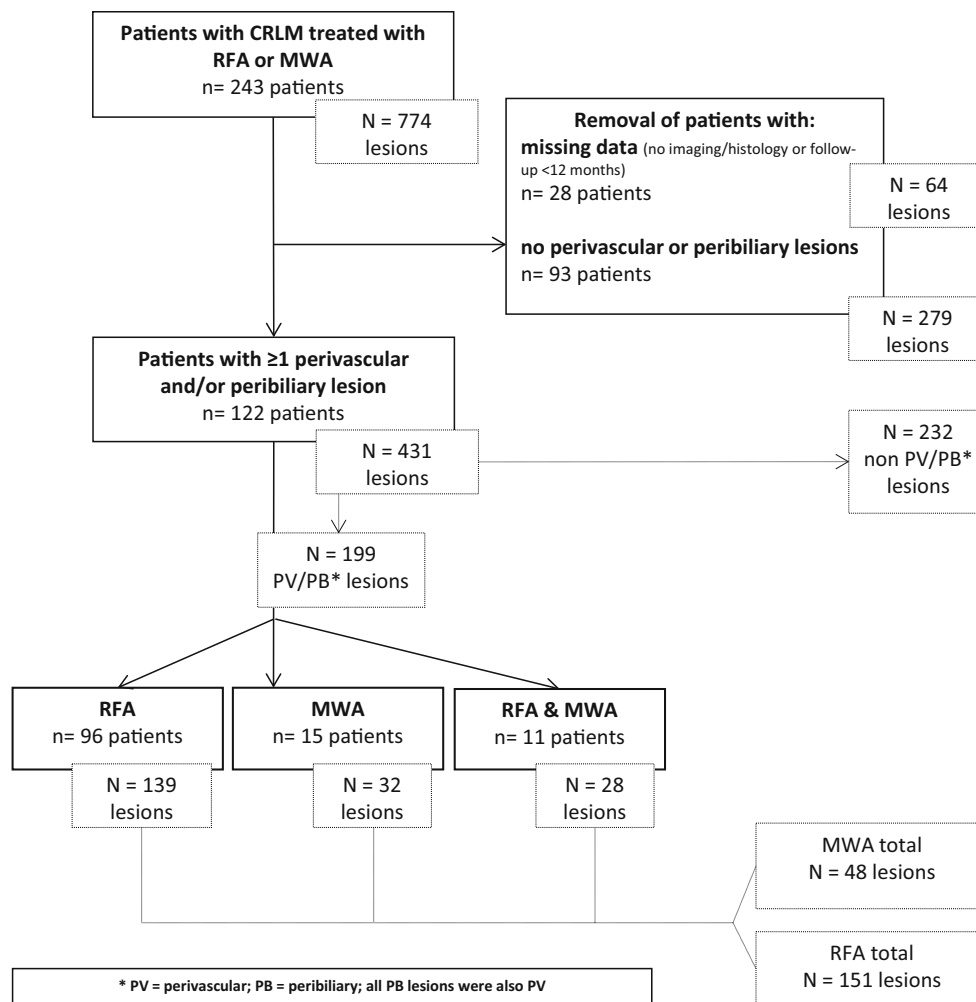 Patients with CRLM treated with
RFA or MWA
n= 243 patients
N = 774
lesions
Removal of patients with:
missing data (no imaging/histology or follow-
up <12 months)
n= 28 patients
N = 64
lesions
no perivascular or peribiliary lesions
n= 93 patients
N = 279
lesions
Patients with ≥1 perivascular
and/or peribiliary lesion
n= 122 patients
N = 431
lesions
N = 232
non PV/PB*
lesions
N = 199
PV/PB* lesions
RFA
n= 96 patients
N = 139
lesions
MWA
n= 15 patients
N = 32
lesions
RFA & MWA
n= 11 patients
N = 28
lesions
MWA total
N = 48 lesions
RFA total
N = 151 lesions
* PV = perivascular; PB = peribiliary; all PB lesions were also PV